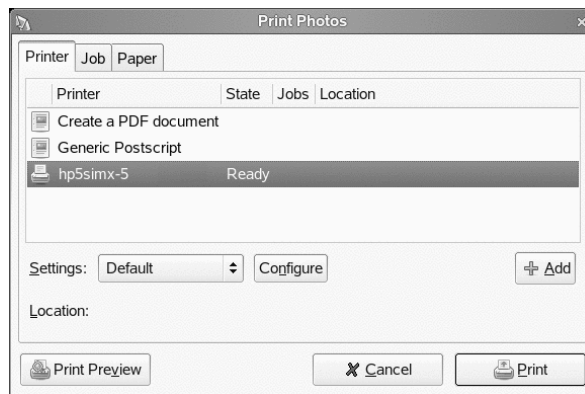 Print Photos
Printer Job Paper
Printer State Jobs Location
Create a PDF document
Generic Postscript
hp5simx-5 Ready
Settings: Default Configure Add
Location:
Print Preview Cancel Print